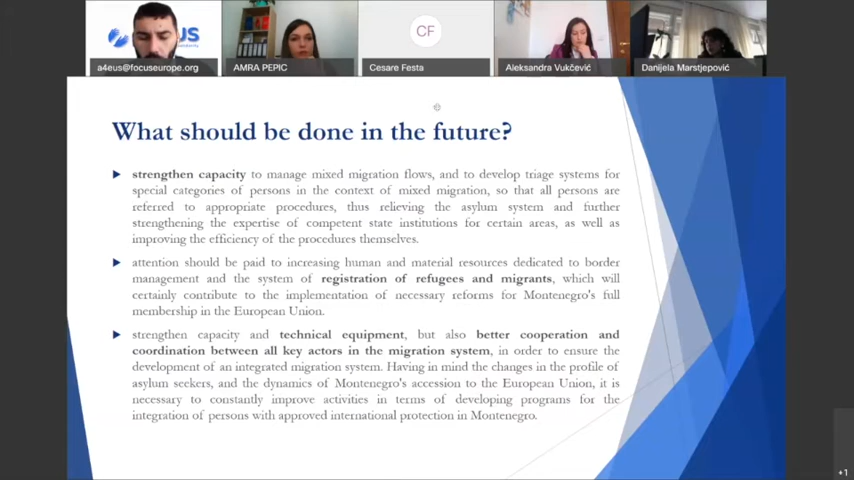 US
CF
a4eus@focuseurope.org
AMRA PEPIC
Cesare Festa
Aleksandra Vukčević
Danijela Marstjepović
What should be done in the future?
strengthen capacity to manage mixed migration flows, and to develop triage systems for
special categories of persons in the context of mixed migration, so that all persons are
referred to appropriate procedures, thus relieving the asylum system and further
strengthening the expertise of competent state institutions for certain areas, as well as
improving the efficiency of the procedures themselves.
attention should be paid to increasing human and material resources dedicated to border
management and the system of registration of refugees and migrants, which will
certainly contribute to the implementation of necessary reforms for Montenegro's full
membership in the European Union.
strengthen capacity and technical equipment, but also better cooperation and
coordination between all key actors in the migration system, in order to ensure the
development of an integrated migration system. Having in mind the changes in the profile of
asylum seekers, and the dynamics of Montenegro's accession to the European Union, it is
necessary to constantly improve activities in terms of developing programs for the
integration of persons with approved international protection in Montenegro.
+1